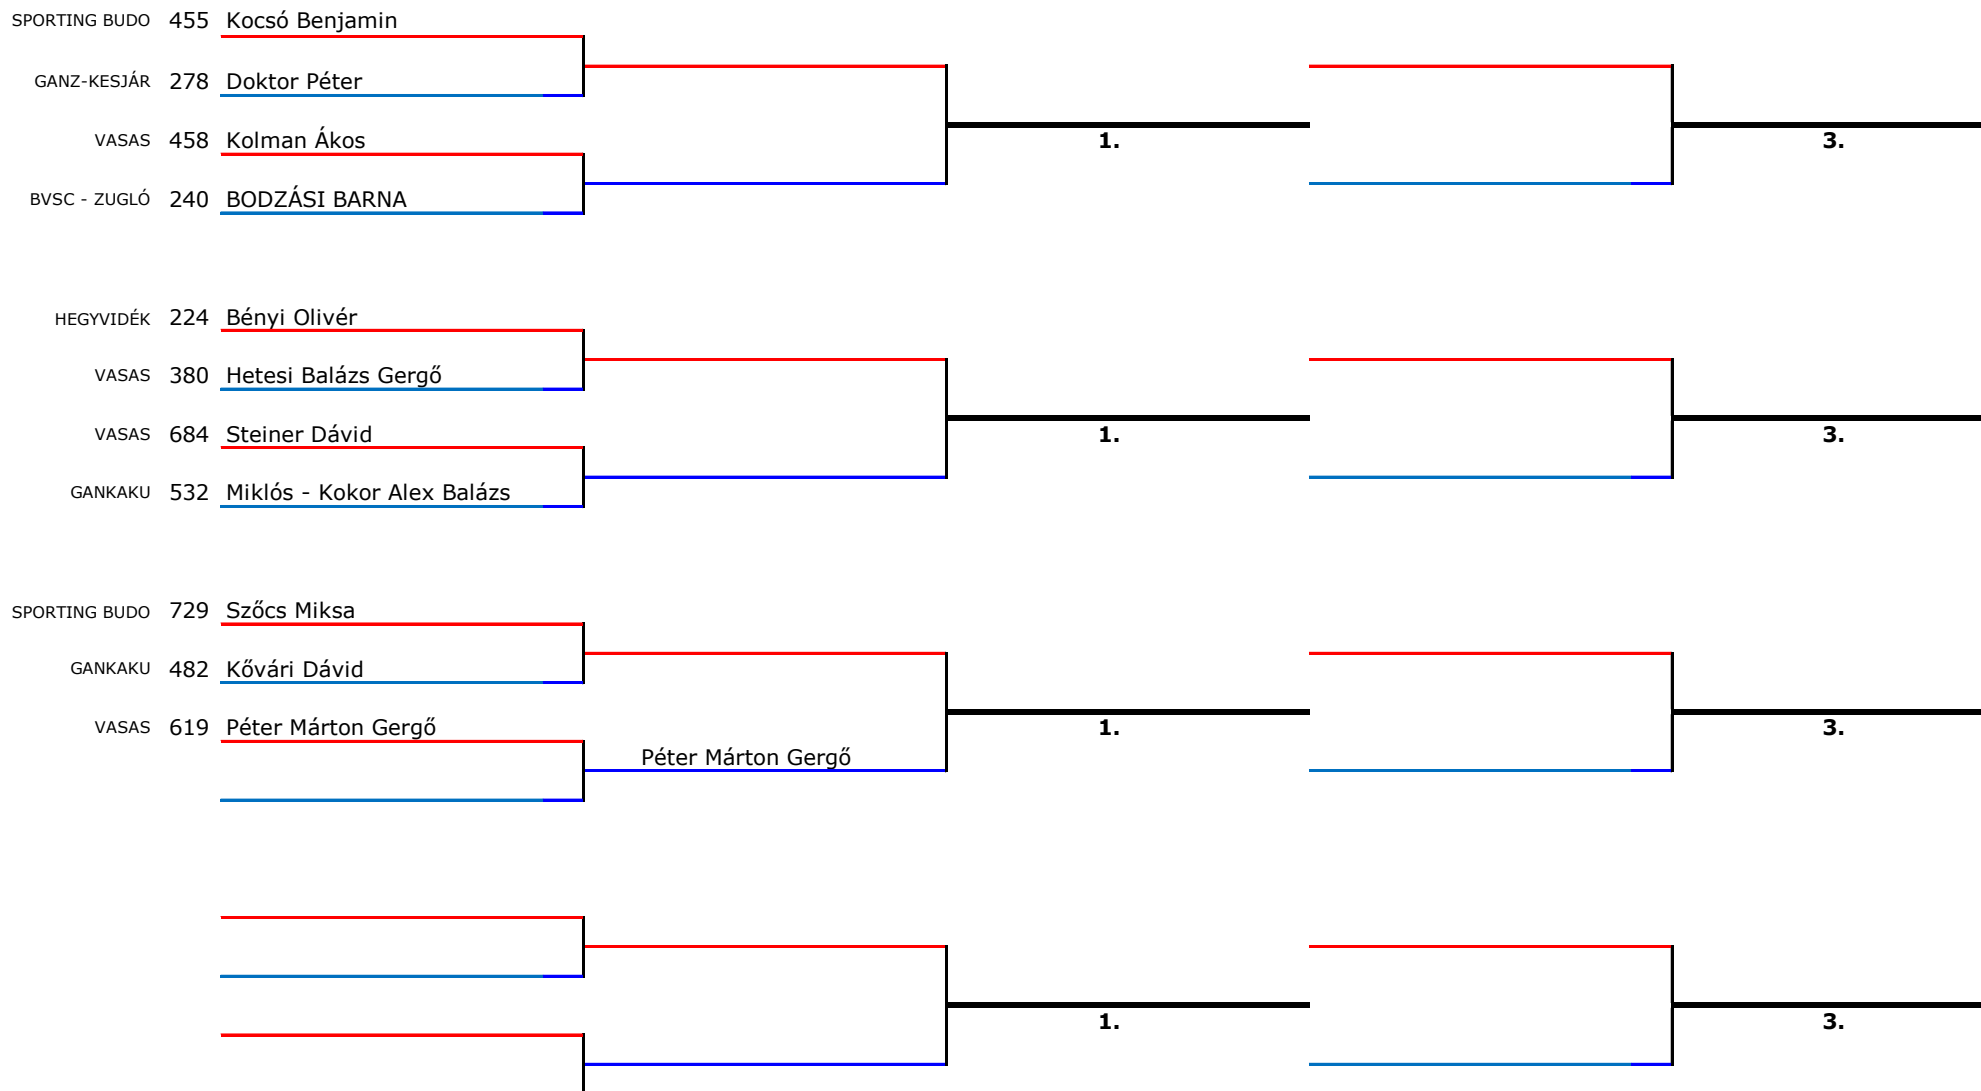 SPORTING BUDO 455 Kocsó Benjamin
GANZ-KESJÁR 278 Doktor Péter
VASAS 458 Kolman Ákos
1. 3.
BVSC - ZUGLÓ 240 BODZÁSI BARNA
HEGYVIDÉK 224 Bényi Olivér
VASAS 380 Hetesi Balázs Gergő
VASAS 684 Steiner Dávid
1. 3.
GANKAKU 532 Miklós - Kokor Alex Balázs
SPORTING BUDO 729 Szőcs Miksa
GANKAKU 482 Kővári Dávid
VASAS 619 Péter Márton Gergő
1. 3.
Péter Márton Gergő
1. 3.